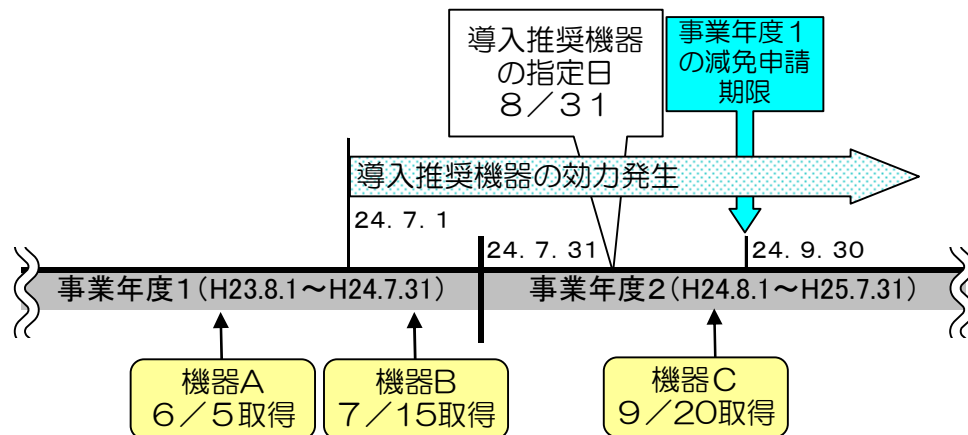 導入推奨機器
の指定日
8/31
事業年度1
の減免申請
期限
導入推奨機器の効力発生
24.7.1
24.7.31
24.9.30
事業年度1(H23.8.1~H24.7.31)
事業年度2(H24.8.1~H25.7.31)
機器A
6/5取得
機器B
7/15取得
機器C
9/20取得